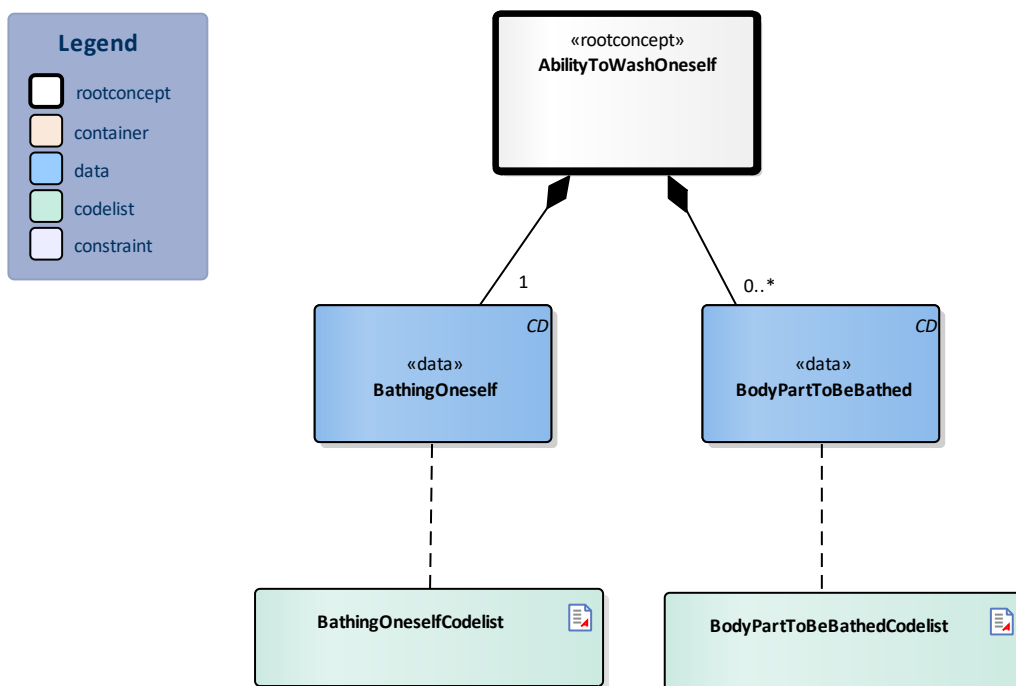 Legend
rootconcept
container
data
codelist
constraint
«rootconcept»
AbilityToWashOneself
1
0..*
CD
«data»
BathingOneself
CD
«data»
BodyPartToBeBathed
BathingOneselfCodelist
BodyPartToBeBathedCodelist